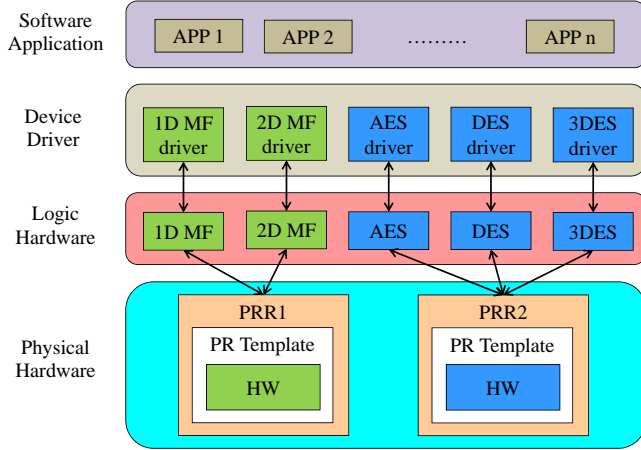 Software
Application
APP 1
APP 2
.........
APP n
Device
Driver
1D MF
driver
2D MF
driver
AES
driver
DES
driver
3DES
driver
Logic
Hardware
1D MF
2D MF
AES
DES
3DES
Physical
Hardware
PRR1
PR Template
HW
PRR2
PR Template
HW